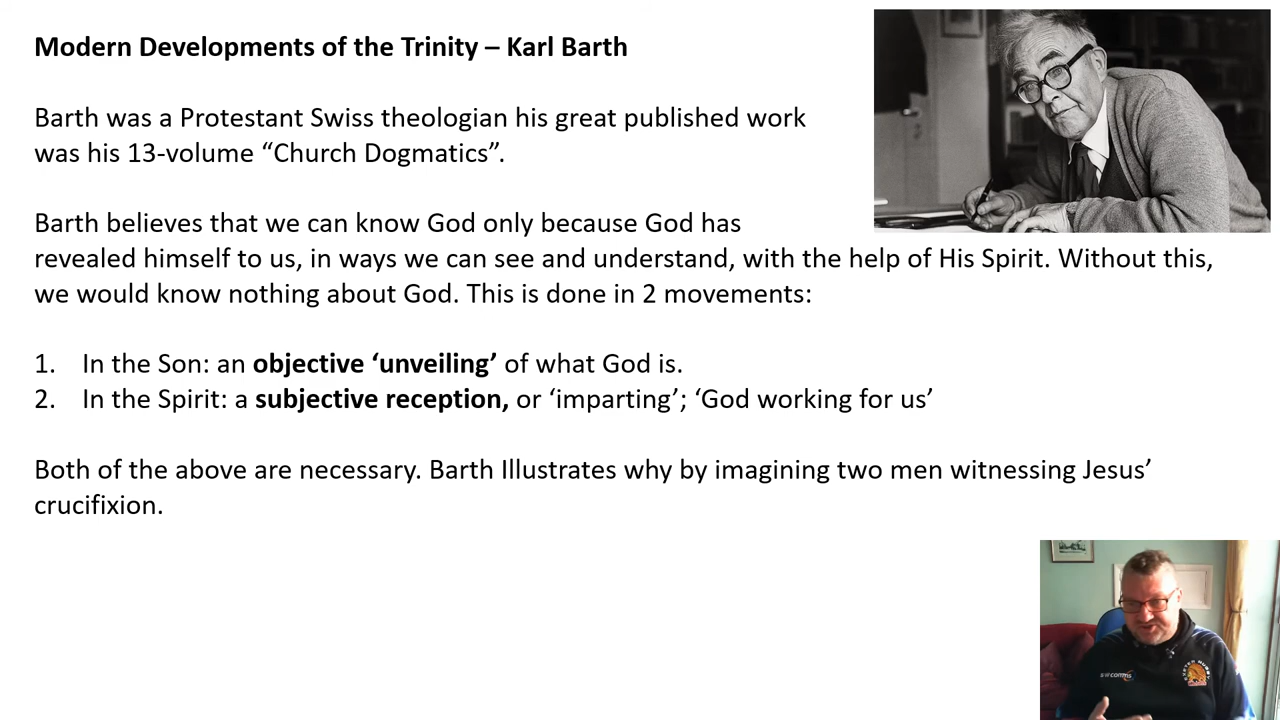 Modern Developments of the Trinity – Karl Barth
Barth was a Protestant Swiss theologian his great published work
was his 13-volume “Church Dogmatics”.
Barth believes that we can know God only because God has
revealed himself to us, in ways we can see and understand, with the help of His Spirit. Without this,
we would know nothing about God. This is done in 2 movements:
1. In the Son: an objective ‘unveiling’ of what God is.
2. In the Spirit: a subjective reception, or ‘imparting’; ‘God working for us’
Both of the above are necessary. Barth Illustrates why by imagining two men witnessing Jesus’
crucifixion.
swcomms
EXETER RUGBY